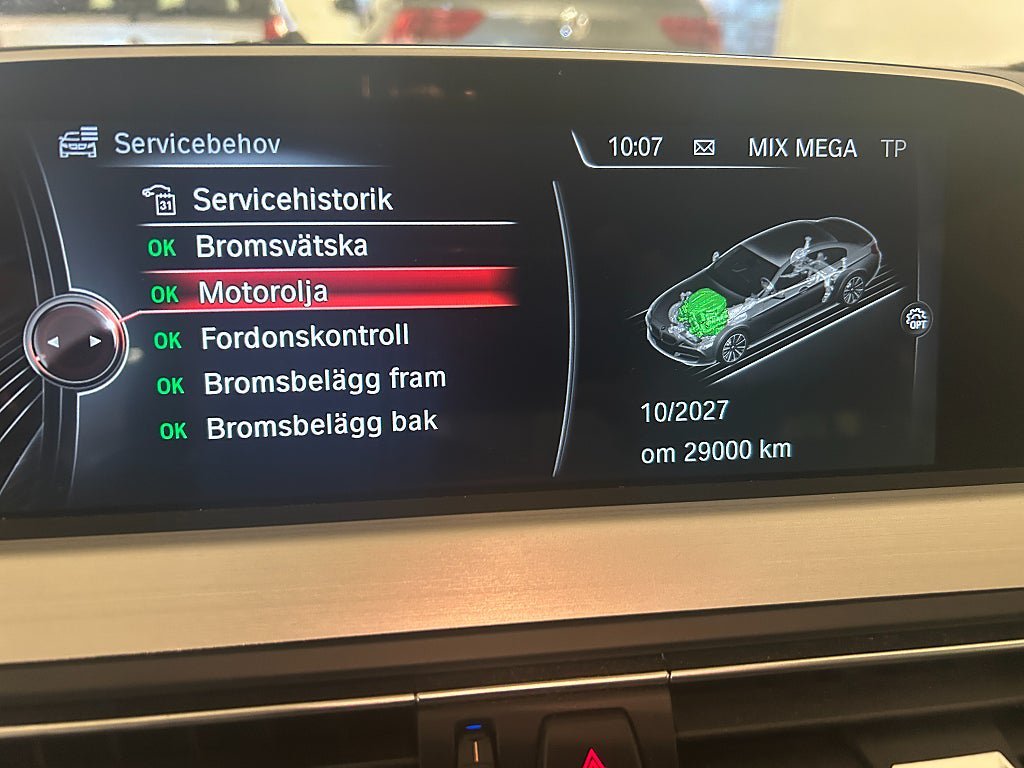 Servicebehov
10:07 MIX MEGA TP
31 Servicehistorik
OK Bromsvätska
OK Motorolja
OK Fordonskontroll
OK Bromsbelägg fram
OK Bromsbelägg bak
OPT
10/2027
om 29000 km